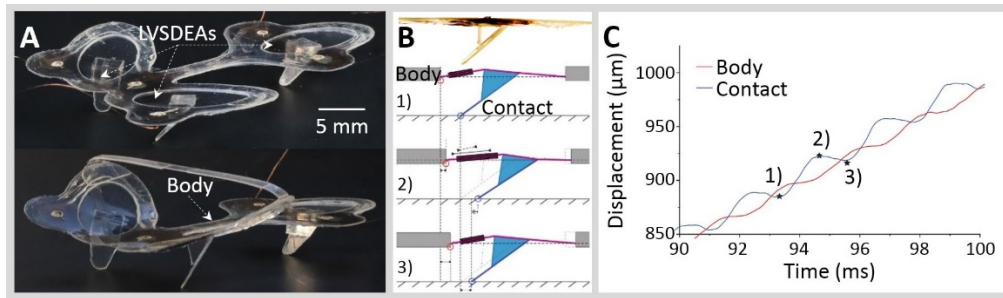 A
LVSDEAs
5 mm
Body
B
Body
1)
Contact
2)
3)
C
Displacement (μm)
1000
950
900
850
Body
Contact
1)
2)
3)
90
92
94
96
98
100
Time (ms)